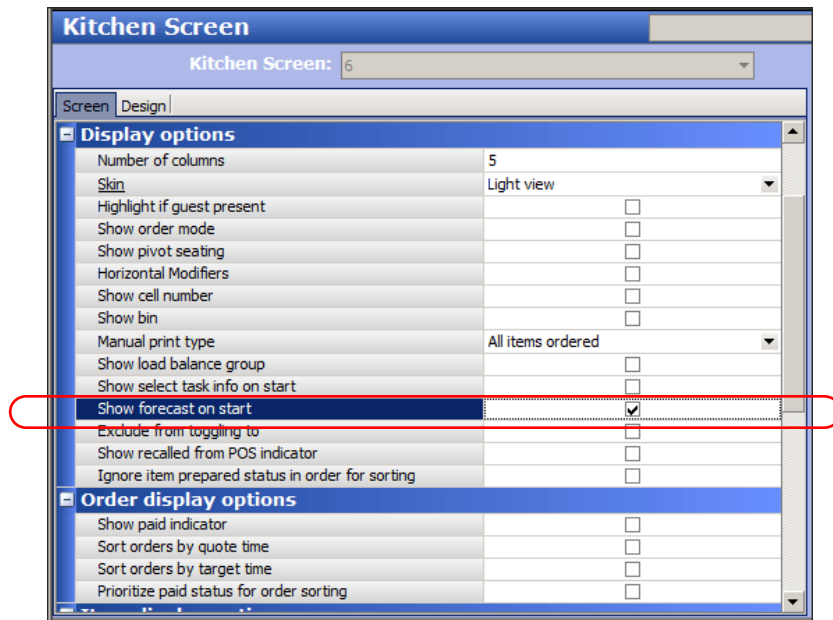 Kitchen Screen
Kitchen Screen: 6
Screen Design
Display options
Number of columns 5
Skin Light view
Highlight if guest present
Show order mode
Show pivot seating
Horizontal Modifiers
Show cell number
Show bin
Manual print type All items ordered
Show load balance group
Show select task info on start
Show forecast on start
Exclude from toggling to
Show recalled from POS indicator
Ignore item prepared status in order for sorting
Order display options
Show paid indicator
Sort orders by quote time
Sort orders by target time
Prioritize paid status for order sorting